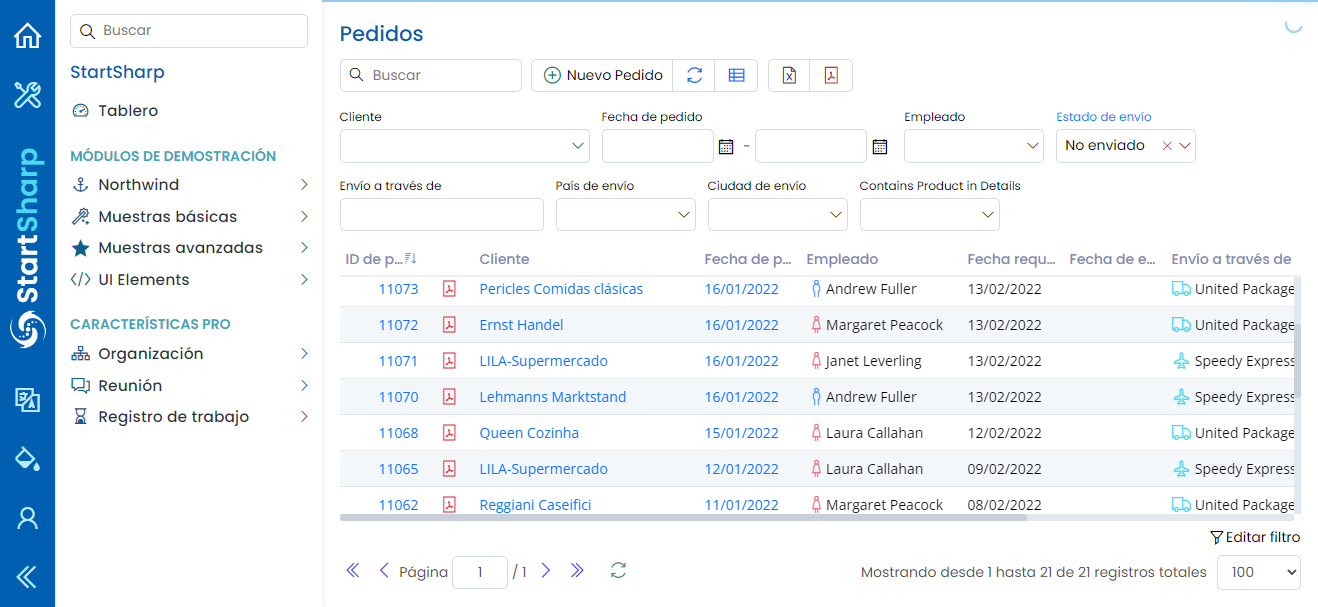 StartSharp
Buscar
StartSharp
Tablero
MÓDULOS DE DEMOSTRACIÓN
Northwind
Muestras básicas
Muestras avanzadas
UI Elements
CARACTERÍSTICAS PRO
Organización
Reunión
Registro de trabajo
Pedidos
Buscar Nuevo Pedido
Cliente Fecha de pedido Empleado Estado de envío
- No enviado
Envío a través de País de envío Ciudad de envío Contains Product in Details
ID de p... Cliente Fecha de p... Empleado Fecha requ... Fecha de e... Envío a través de
11073 Pericles Comidas clásicas 16/01/2022 Andrew Fuller 13/02/2022 United Package
11072 Ernst Handel 16/01/2022 Margaret Peacock 13/02/2022 United Package
11071 LILA-Supermercado 16/01/2022 Janet Leverling 13/02/2022 Speedy Express
11070 Lehmanns Marktstand 16/01/2022 Andrew Fuller 13/02/2022 Speedy Express
11068 Queen Cozinha 15/01/2022 Laura Callahan 12/02/2022 United Package
11065 LILA-Supermercado 12/01/2022 Laura Callahan 09/02/2022 Speedy Express
11062 Reggiani Caseifici 11/01/2022 Margaret Peacock 08/02/2022 United Package
Editar filtro
Página 1 / 1 Mostrando desde 1 hasta 21 de 21 registros totales 100